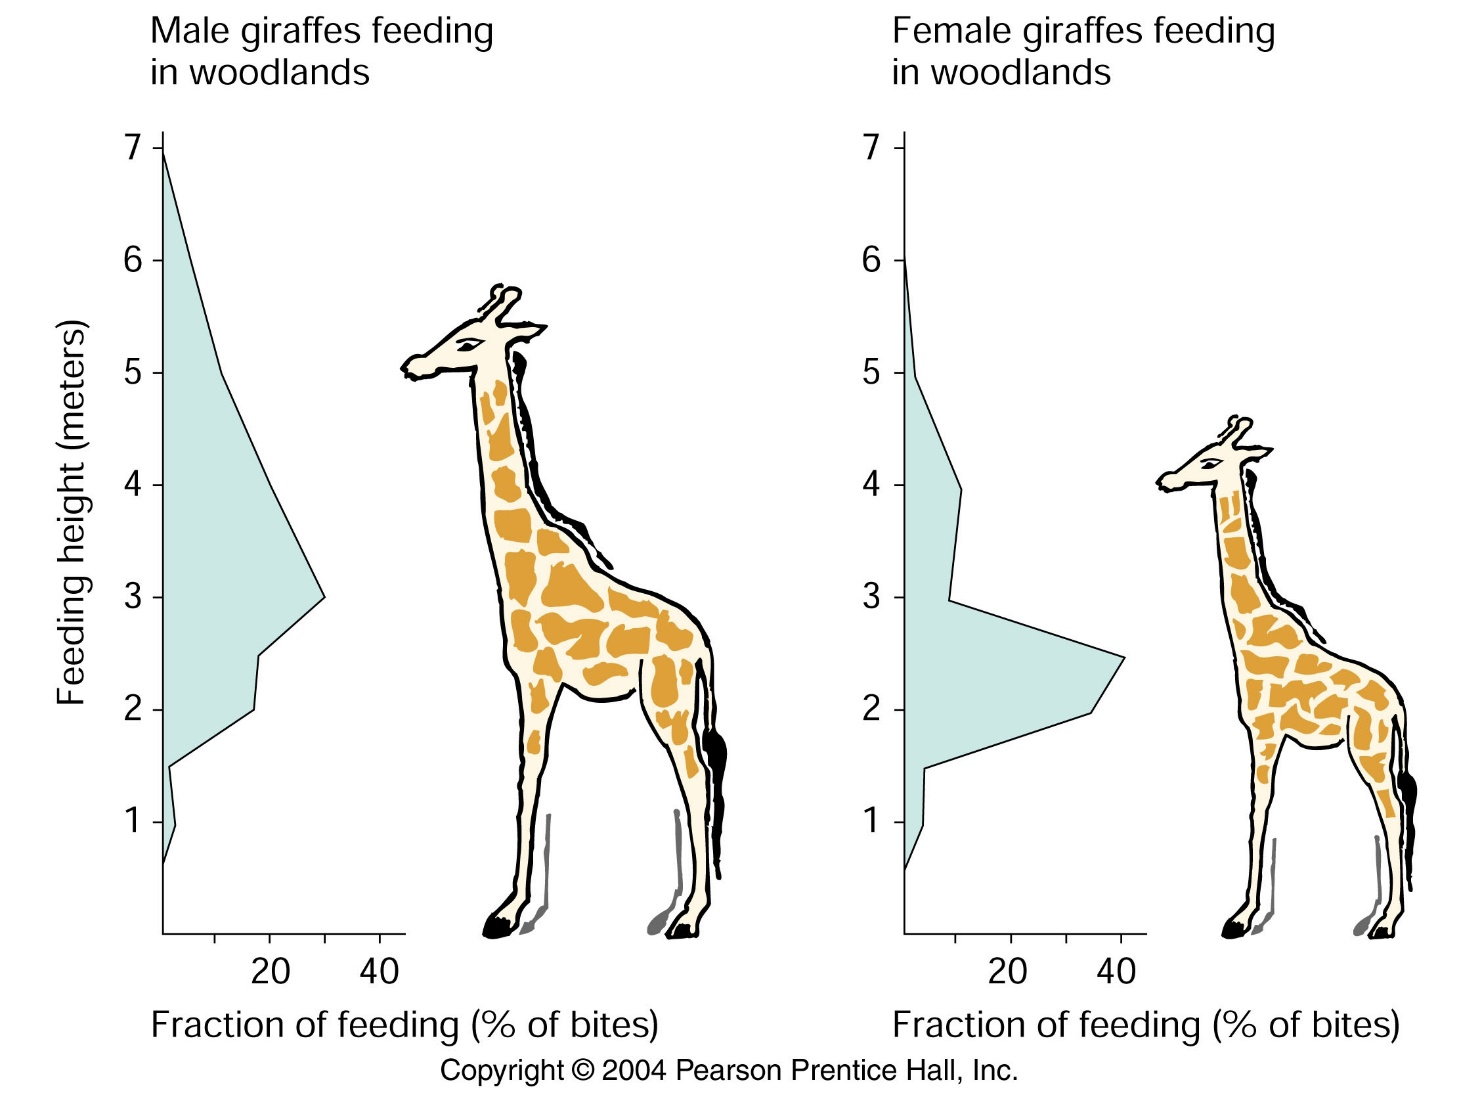 Male giraffes feeding
in woodlands
Female giraffes feeding
in woodlands
Feeding height (meters)
7
6
5
4
3
2
1
20 40
Fraction of feeding (% of bites)
7
6
5
4
3
2
1
20 40
Fraction of feeding (% of bites)
Copyright © 2004 Pearson Prentice Hall, Inc.